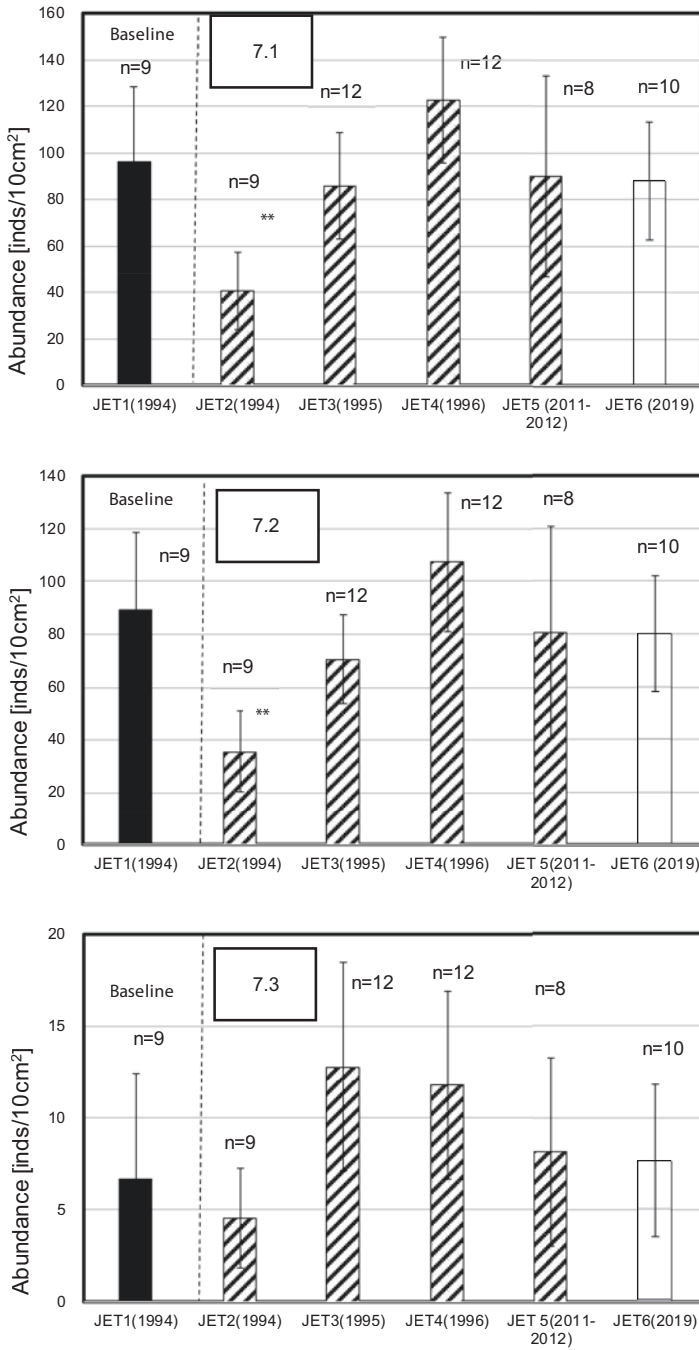 160
140
120
100
80
60
40
20
0
Abundance [inds/10cm²]
Baseline
n=9
7.1
n=9
**
n=12
n=12
n=8
n=10
JET1(1994)
JET2(1994)
JET3(1995)
JET4(1996)
JET5 (2011-
2012)
JET6 (2019)
140
120
100
80
60
40
20
0
Abundance [inds/10cm²]
Baseline
n=9
7.2
n=9
**
n=12
n=12
n=8
n=10
JET1(1994)
JET2(1994)
JET3(1995)
JET4(1996)
JET 5(2011-
2012)
JET6 (2019)
20
15
10
5
0
Abundance [inds/10cm²]
Baseline
n=9
7.3
n=9
n=12
n=12
n=8
n=10
JET1(1994)
JET2(1994)
JET3(1995)
JET4(1996)
JET 5(2011-
2012)
JET6(2019)